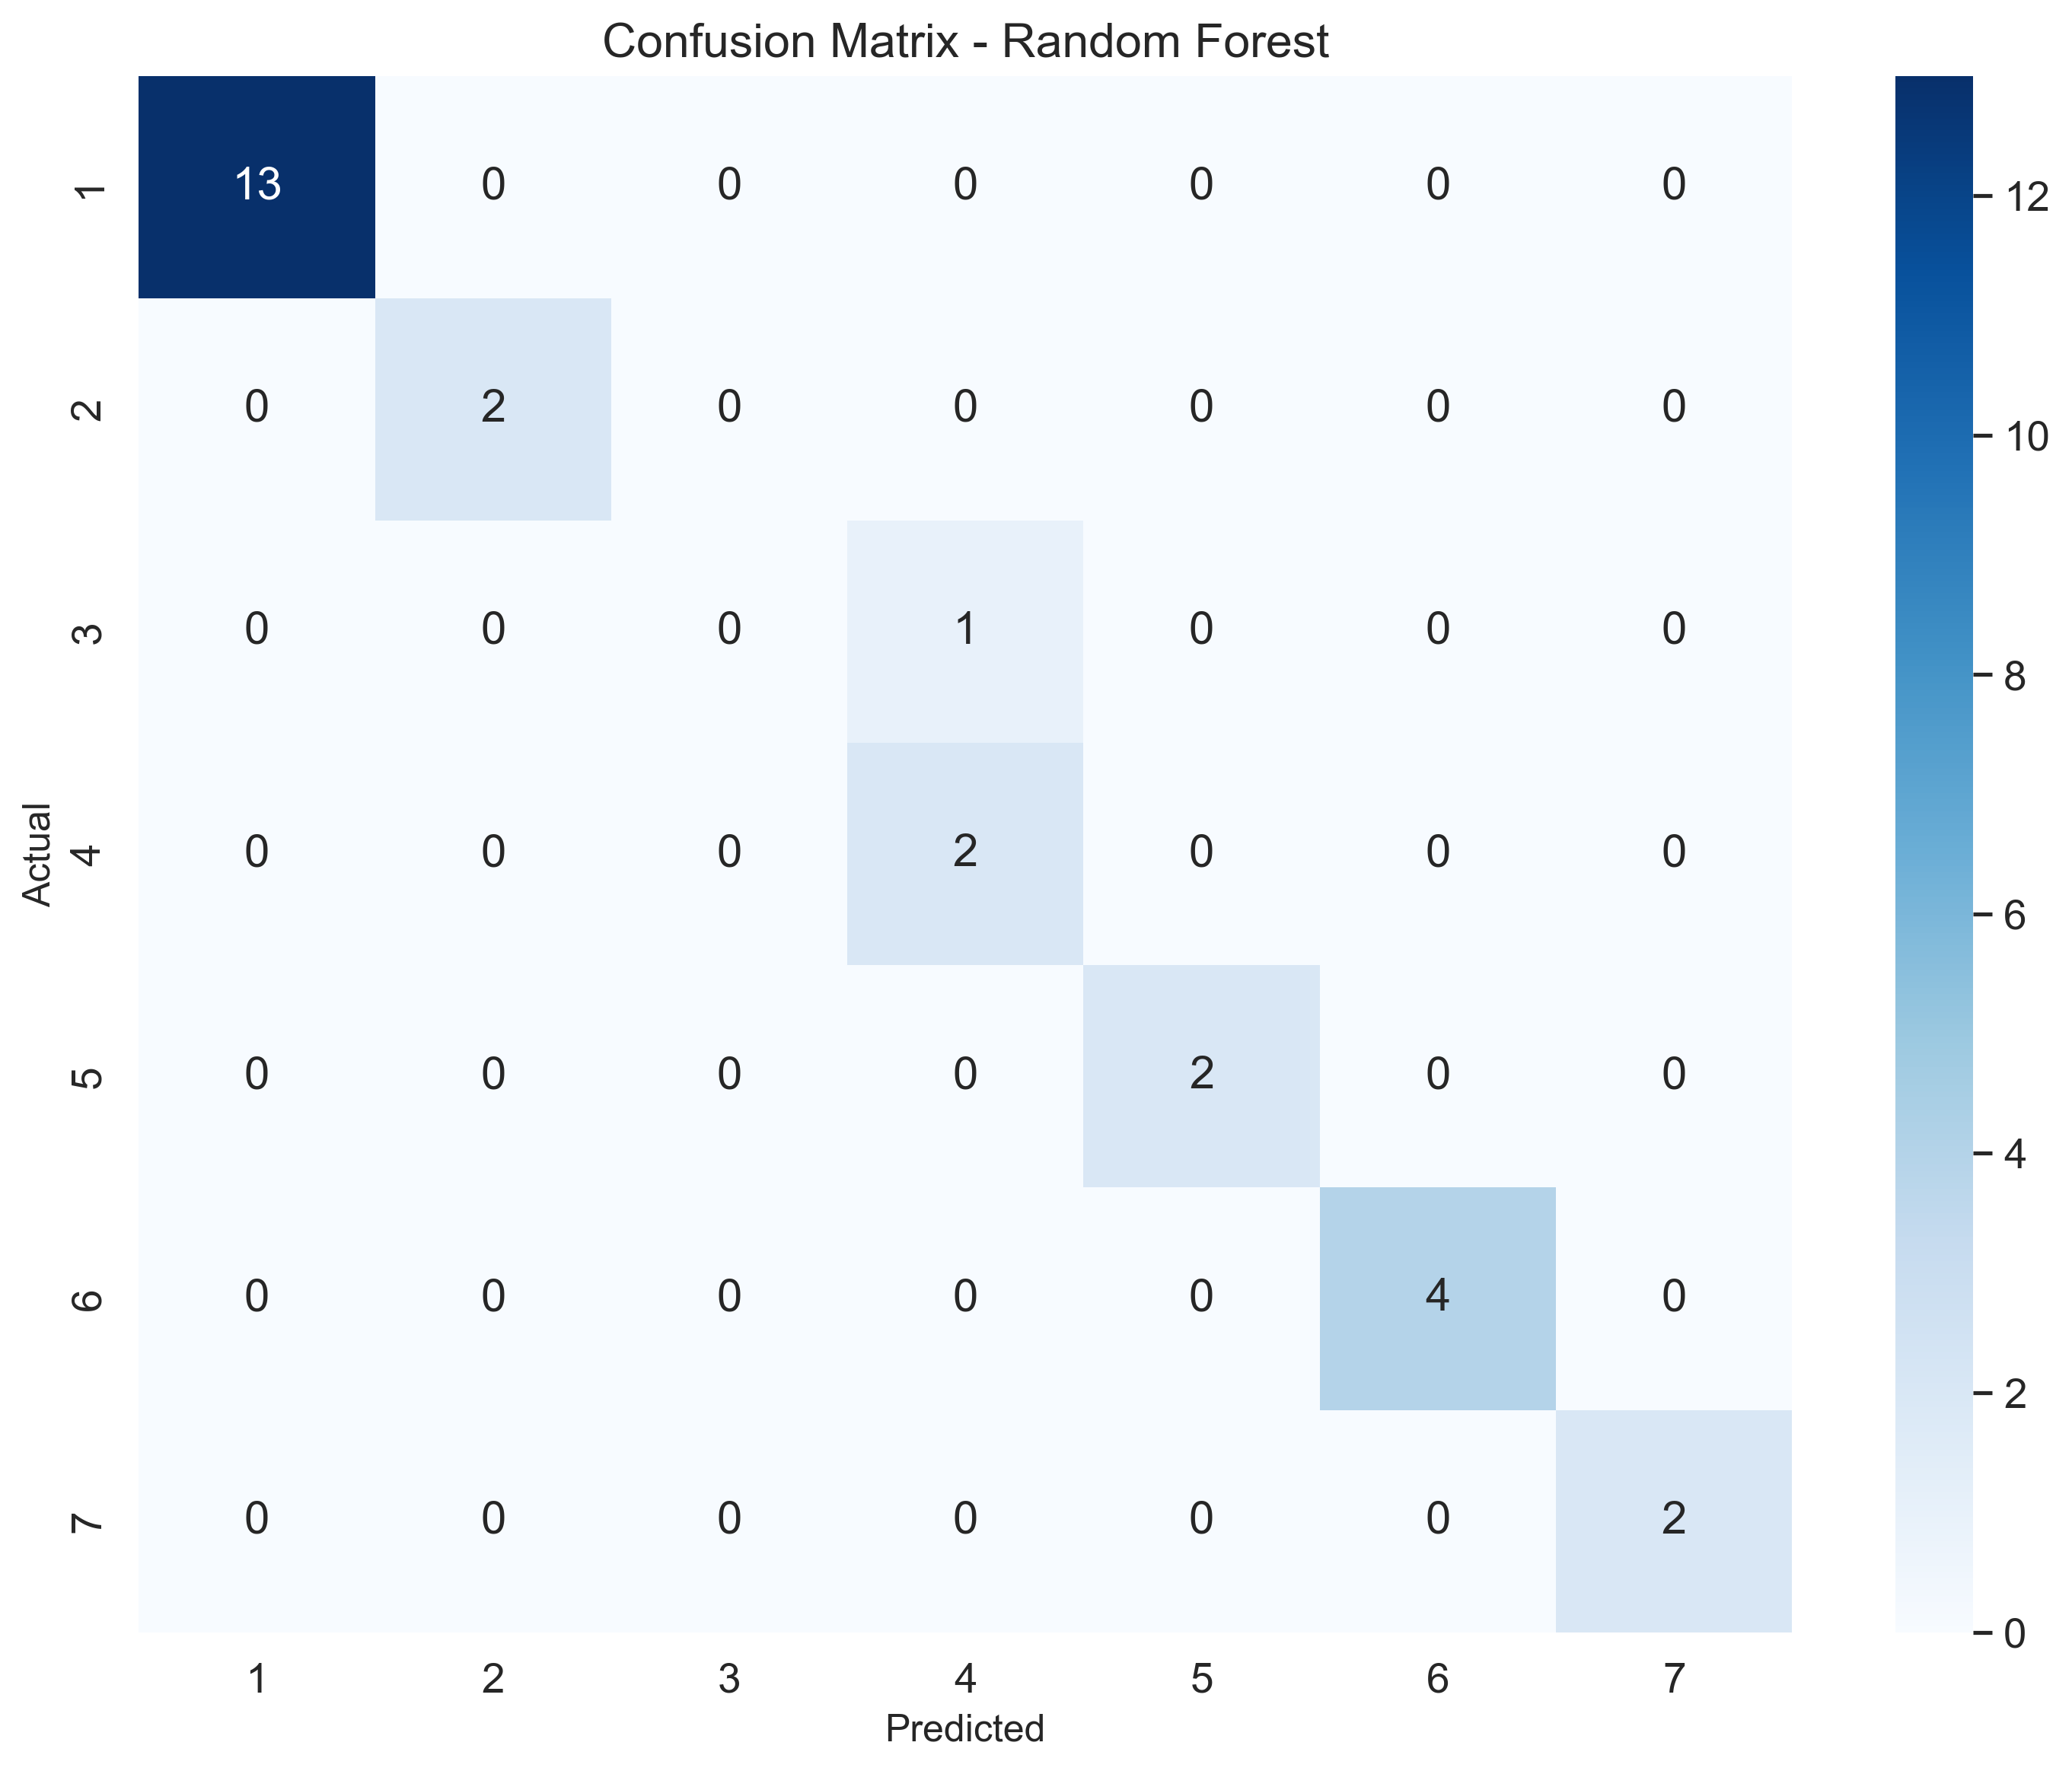 Confusion Matrix - Random Forest
1 13 0 0 0 0 0 0
2 0 2 0 0 0 0 0
3 0 0 0 1 0 0 0
4 0 0 0 2 0 0 0
5 0 0 0 0 2 0 0
6 0 0 0 0 0 4 0
7 0 0 0 0 0 0 2
Actual
1 2 3 4 5 6 7
Predicted
12
10
8
6
4
2
0